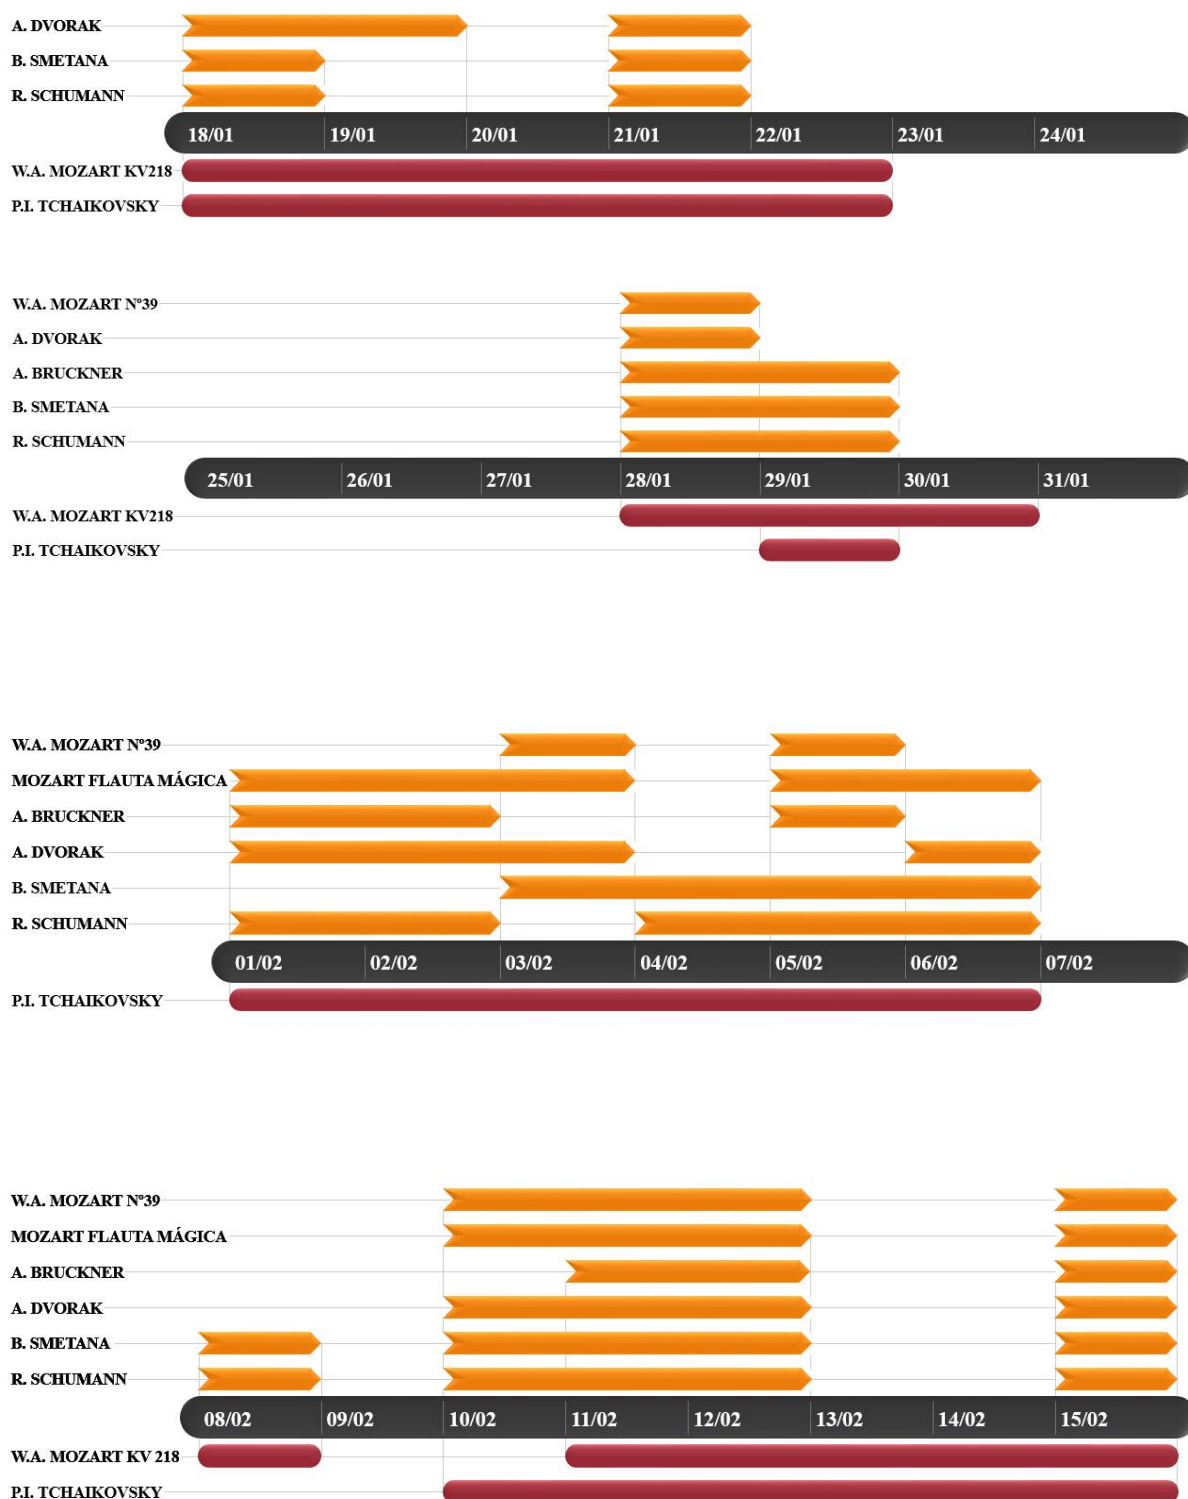 A. DVORAK
B. SMETANA
R. SCHUMANN
18/01 19/01 20/01 21/01 22/01 23/01 24/01
W.A. MOZART KV218
P.I. TCHAIKOVSKY
W.A. MOZART Nº39
A. DVORAK
A. BRUCKNER
B. SMETANA
R. SCHUMANN
25/01 26/01 27/01 28/01 29/01 30/01 31/01
W.A. MOZART KV218
P.I. TCHAIKOVSKY
W.A. MOZART Nº39
MOZART FLAUTA MÁGICA
A. BRUCKNER
A. DVORAK
B. SMETANA
R. SCHUMANN
01/02 02/02 03/02 04/02 05/02 06/02 07/02
P.I. TCHAIKOVSKY
W.A. MOZART Nº39
MOZART FLAUTA MÁGICA
A. BRUCKNER
A. DVORAK
B. SMETANA
R. SCHUMANN
08/02 09/02 10/02 11/02 12/02 13/02 14/02 15/02
W.A. MOZART KV 218
P.I. TCHAIKOVSKY